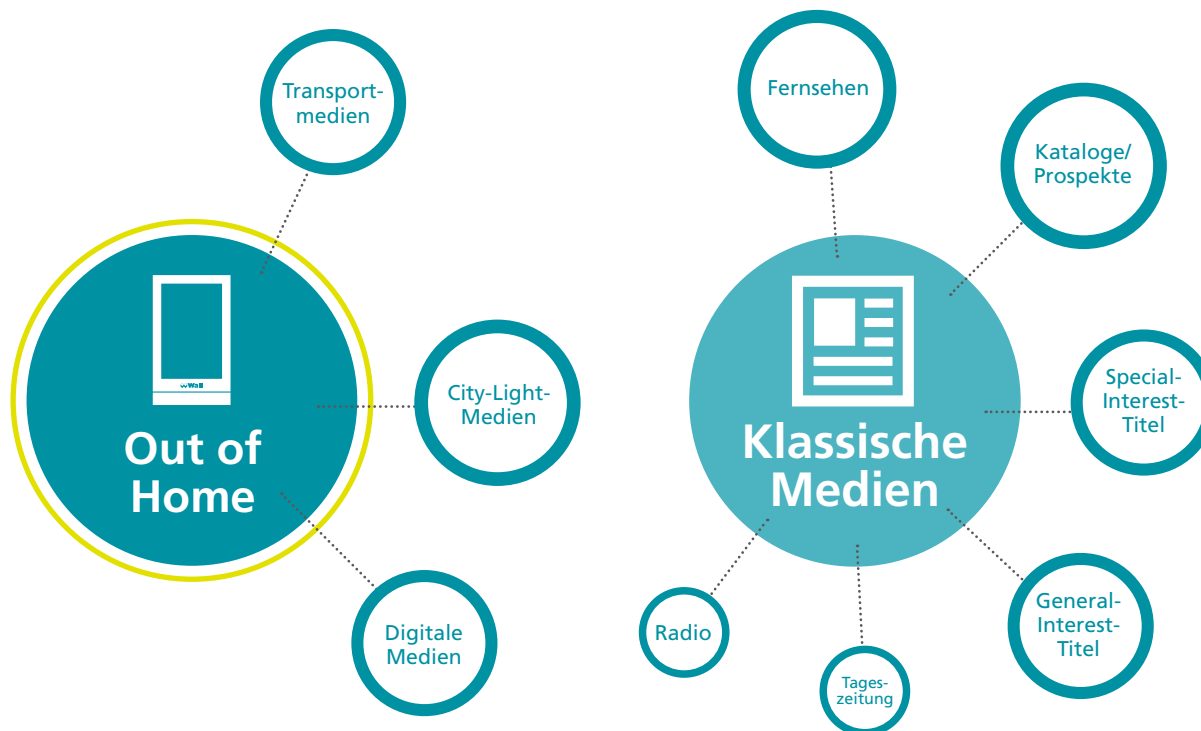 Transport-
medien
Wall
Out of
Home
City-Light-
Medien
Digitale
Medien
Fernsehen
Kataloge/
Prospekte
Klassische
Medien
Special-
Interest-
Titel
General-
Interest-
Titel
Radio
Tages-
zeitung